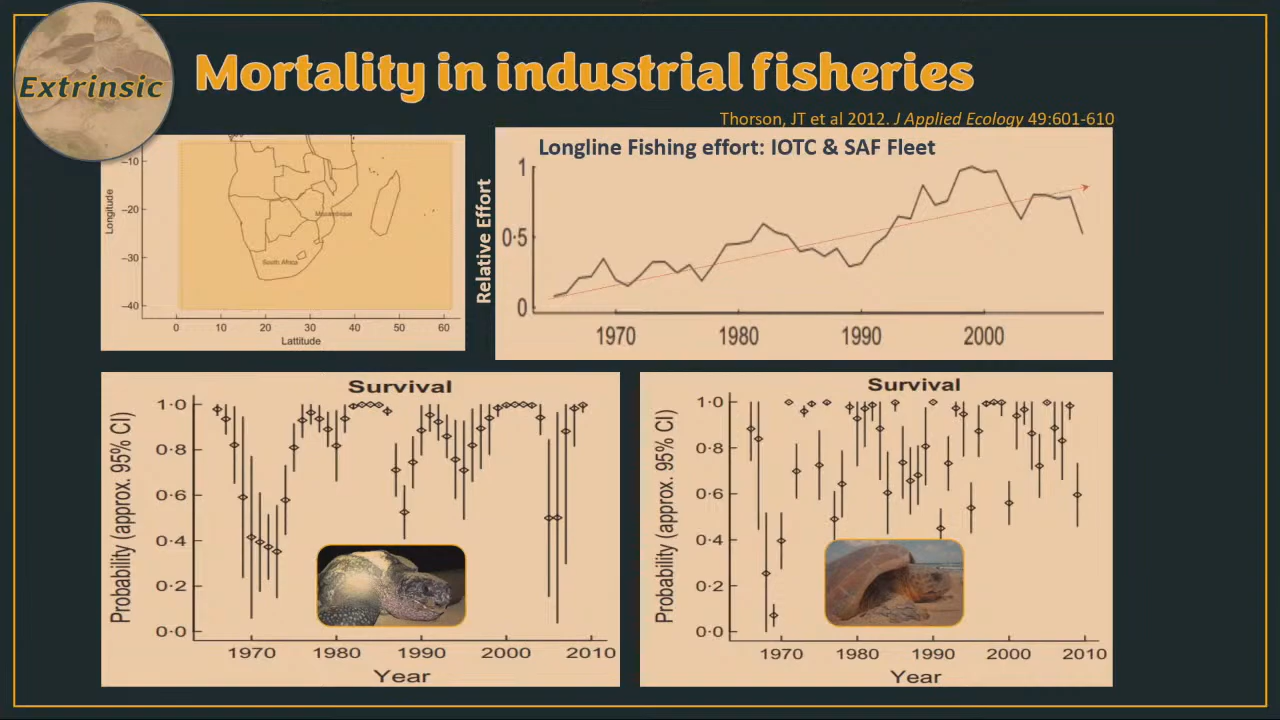 Extrinsic
Mortality in industrial fisheries
Thorson, JT et al 2012. J Applied Ecology 49:601-610
Longitude
−10
−20
−30
−40
Mozambique
South Africa
0 10 20 30 40 50 60
Lattitude
Longline Fishing effort: IOTC & SAF Fleet
Relative Effort
1
0·5
0
1970 1980 1990 2000
Survival
Probability (approx. 95% CI)
1·0
0·8
0·6
0·4
0·2
0·0
1970 1980 1990 2000 2010
Year
Survival
Probability (approx. 95% CI)
1·0
0·8
0·6
0·4
0·2
0·0
1970 1980 1990 2000 2010
Year